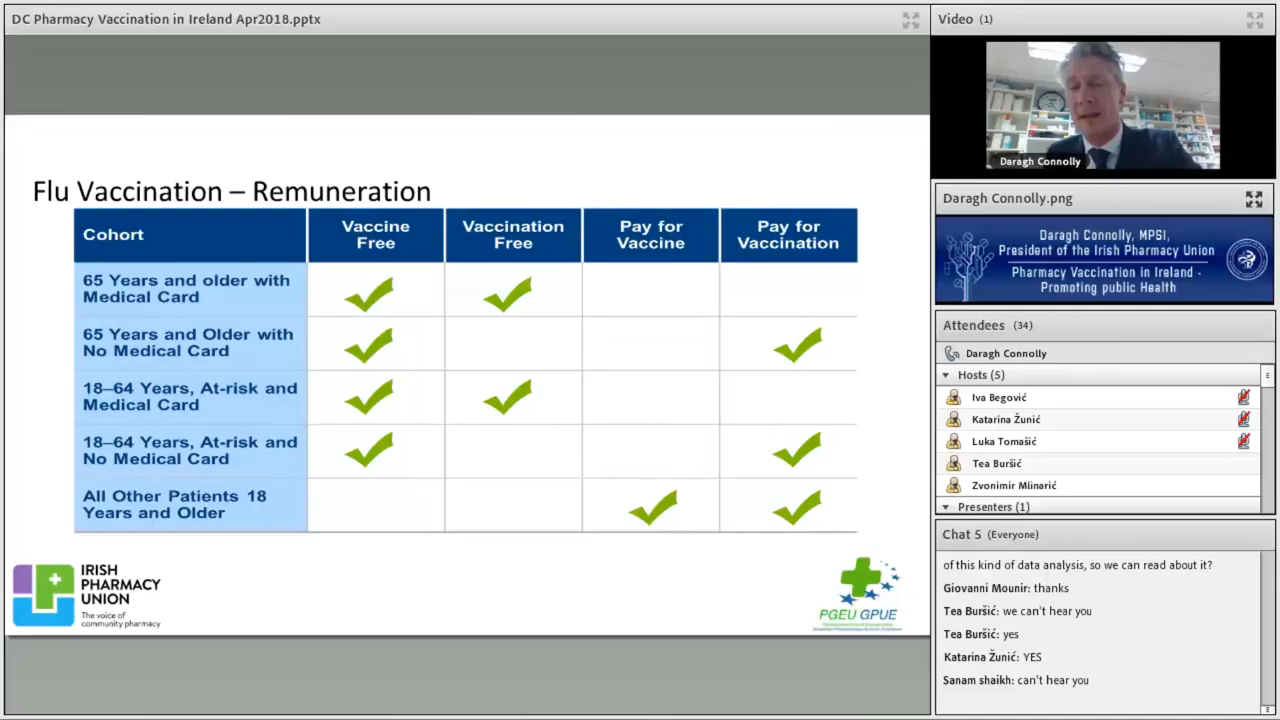 DC Pharmacy Vaccination in Ireland Apr2018.pptx
Flu Vaccination – Remuneration
Cohort
Vaccine
Free
Vaccination
Free
Pay for
Vaccine
Pay for
Vaccination
65 Years and older with
Medical Card
65 Years and Older with
No Medical Card
18–64 Years, At-risk and
Medical Card
18–64 Years, At-risk and
No Medical Card
All Other Patients 18
Years and Older
IRISH
PHARMACY
UNION
The voice of
community pharmacy
PGEU GPUE
Video (1)
Daragh Connolly
Daragh Connolly.png
Daragh Connolly, MPSI,
President of the Irish Pharmacy Union
Pharmacy Vaccination in Ireland -
Promoting public Health
Attendees (34)
Daragh Connolly
Hosts (5)
Iva Begović
Katarina Žunić
Luka Tomašić
Tea Buršić
Zvonimir Mlinarić
Presenters (1)
Chat 5 (Everyone)
of this kind of data analysis, so we can read about it?
Giovanni Mounir: thanks
Tea Buršić: we can't hear you
Tea Buršić: yes
Katarina Žunić: YES
Sanam shaikh: can't hear you